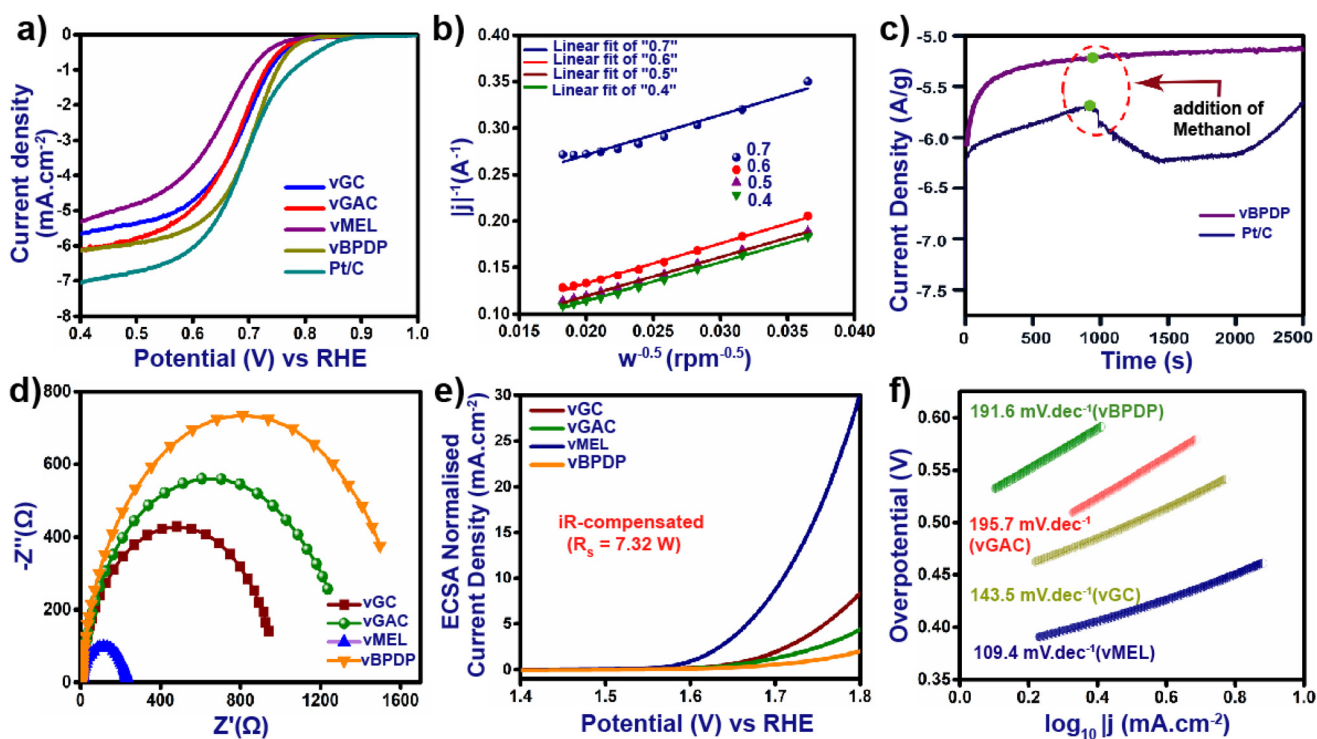 a)
Current density
(mA.cm⁻²)
0
-1
-2
-3
-4
-5
-6
-7
-8
vGC
vGAC
vMEL
vBPDP
Pt/C
0.4 0.5 0.6 0.7 0.8 0.9 1.0
Potential (V) vs RHE
b)
|j|⁻¹(A⁻¹)
0.40
0.35
0.30
0.25
0.20
0.15
0.10
Linear fit of "0.7"
Linear fit of "0.6"
Linear fit of "0.5"
Linear fit of "0.4"
0.7
0.6
0.5
0.4
0.016 0.020 0.024 0.028 0.032 0.036 0.040
w⁻⁰·⁵ (rpm⁻⁰·⁵)
c)
Current Density (A/g)
-5.0
-5.5
-6.0
-6.5
-7.0
-7.5
addition of
Methanol
vBPDP
Pt/C
0 500 1000 1500 2000 2500
Time (s)
d)
-Z"(Ω)
800
600
400
200
0
vGC
vGAC
vMEL
vBPDP
0 400 800 1200 1600
Z'(Ω)
e)
ECSA Normalised
Current Density (mA.cm⁻²)
30
25
20
15
10
5
0
vGC
vGAC
vMEL
vBPDP
iR-compensated
(Rₛ = 7.32 W)
1.4 1.5 1.6 1.7 1.8
Potential (V) vs RHE
f)
Overpotential (V)
0.60
0.55
0.50
0.45
0.40
0.35
191.6 mV.dec⁻¹(vBPDP)
195.7 mV.dec⁻¹
(vGAC)
143.5 mV.dec⁻¹(vGC)
109.4 mV.dec⁻¹(vMEL)
0.0 0.2 0.4 0.6 0.8 1.0
log₁₀ |j (mA.cm⁻²)